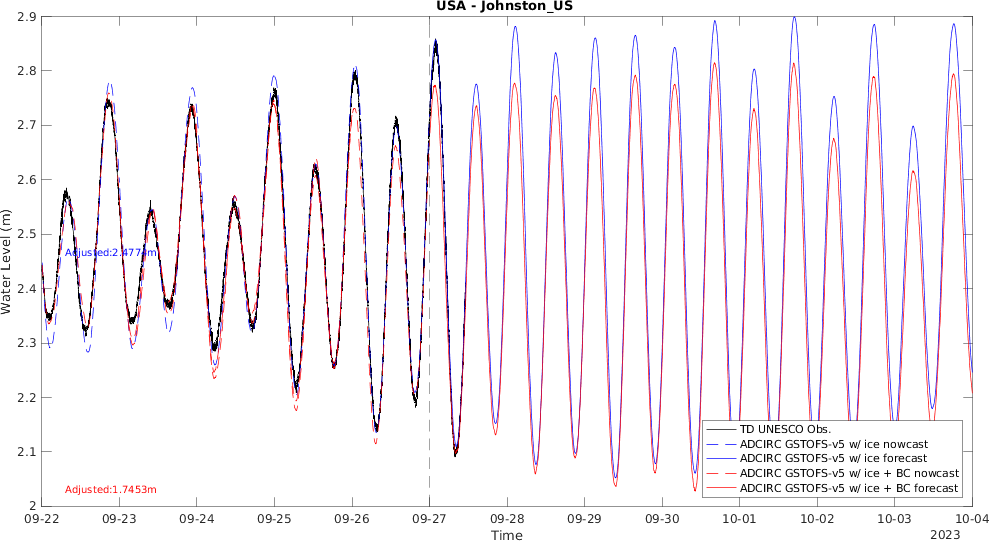 USA - Johnston_US
2.9
2.8
2.7
2.6
2.5
2.4
2.3
2.2
2.1
2
Water Level (m)
Adjusted:2.4774m
Adjusted:1.7453m
TD UNESCO Obs.
ADCIRC GSTOFS-v5 w/ ice nowcast
ADCIRC GSTOFS-v5 w/ ice forecast
ADCIRC GSTOFS-v5 w/ ice + BC nowcast
ADCIRC GSTOFS-v5 w/ ice + BC forecast
09-22 09-23 09-24 09-25 09-26 09-27 09-28 09-29 09-30 10-01 10-02 10-03 10-04
Time
2023